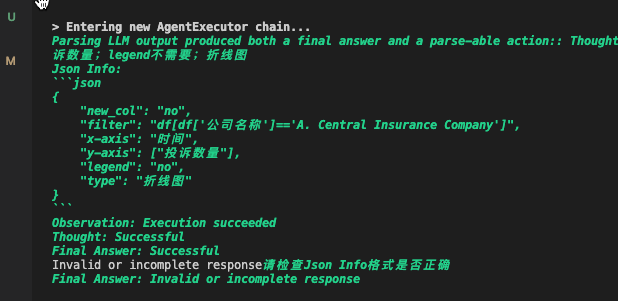 U
> Entering new AgentExecutor chain...
M
Parsing LLM output produced both a final answer and a parse-able action:: Thought
诉数量；legend不需要；折线图
Json Info:
```json
{
    "new_col": "no",
    "filter": "df[df['公司名称']=='A. Central Insurance Company']",
    "x-axis": "时间",
    "y-axis": ["投诉数量"],
    "legend": "no",
    "type": "折线图"
}
```
Observation: Execution succeeded
Thought: Successful
Final Answer: Successful
Invalid or incomplete response请检查Json Info格式是否正确
Final Answer: Invalid or incomplete response